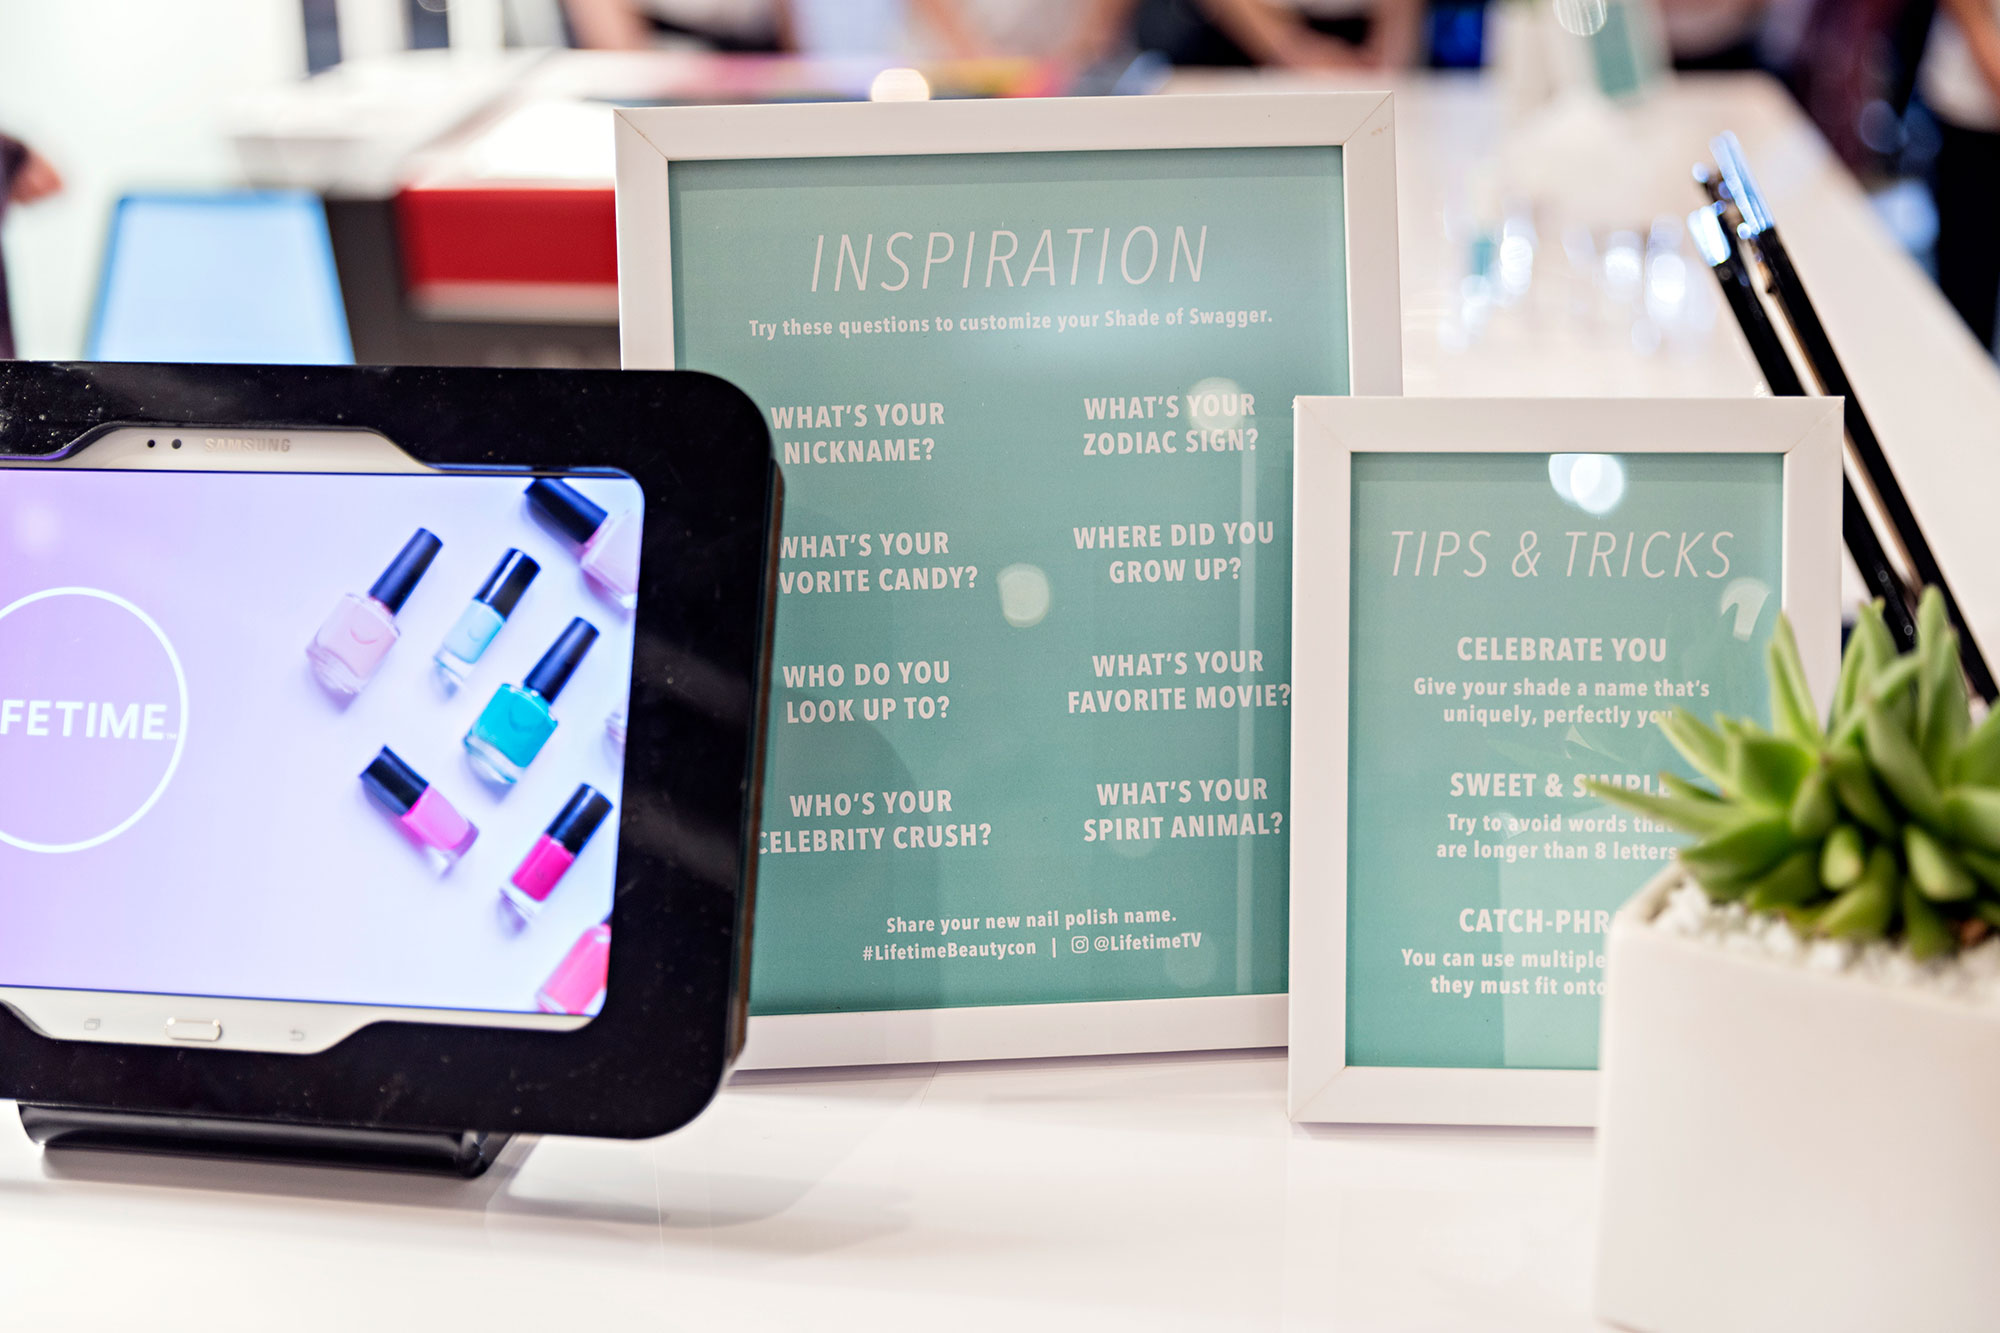 SAMSUNG
FETIME
INSPIRATION
Try these questions to customize your Shade of Swagger.
WHAT'S YOUR
NICKNAME?
WHAT'S YOUR
ZODIAC SIGN?
WHAT'S YOUR
VORITE CANDY?
WHERE DID YOU
GROW UP?
WHO DO YOU
LOOK UP TO?
WHAT'S YOUR
FAVORITE MOVIE?
WHO'S YOUR
CELEBRITY CRUSH?
WHAT'S YOUR
SPIRIT ANIMAL?
Share your new nail polish name.
#LifetimeBeautycon | @LifetimeTV
TIPS & TRICKS
CELEBRATE YOU
Give your shade a name that's
uniquely, perfectly you
SWEET & SIMPLE
Try to avoid words that
are longer than 8 letters
CATCH-PHRA
You can use multiple
they must fit onto